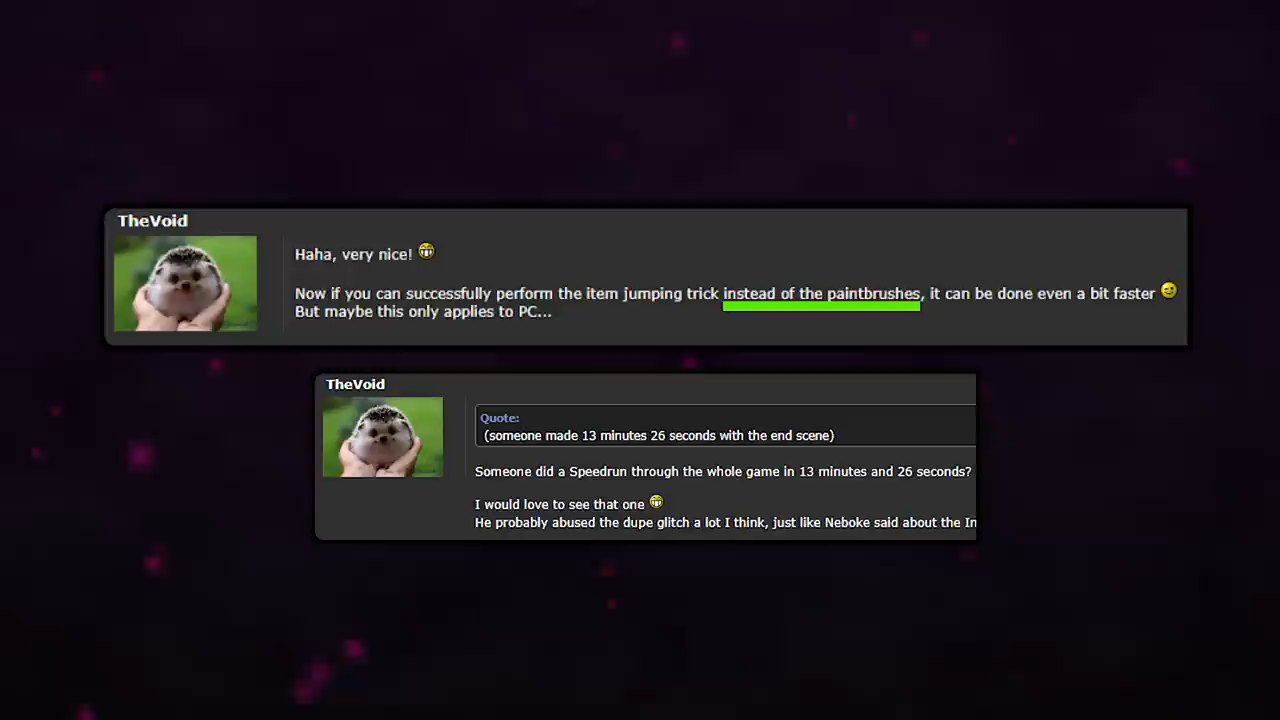 TheVoid
Haha, very nice!
Now if you can successfully perform the item jumping trick instead of the paintbrushes, it can be done even a bit faster
But maybe this only applies to PC...
TheVoid
Quote:
(someone made 13 minutes 26 seconds with the end scene)
Someone did a Speedrun through the whole game in 13 minutes and 26 seconds?
I would love to see that one
He probably abused the dupe glitch a lot I think, just like Neboke said about the In